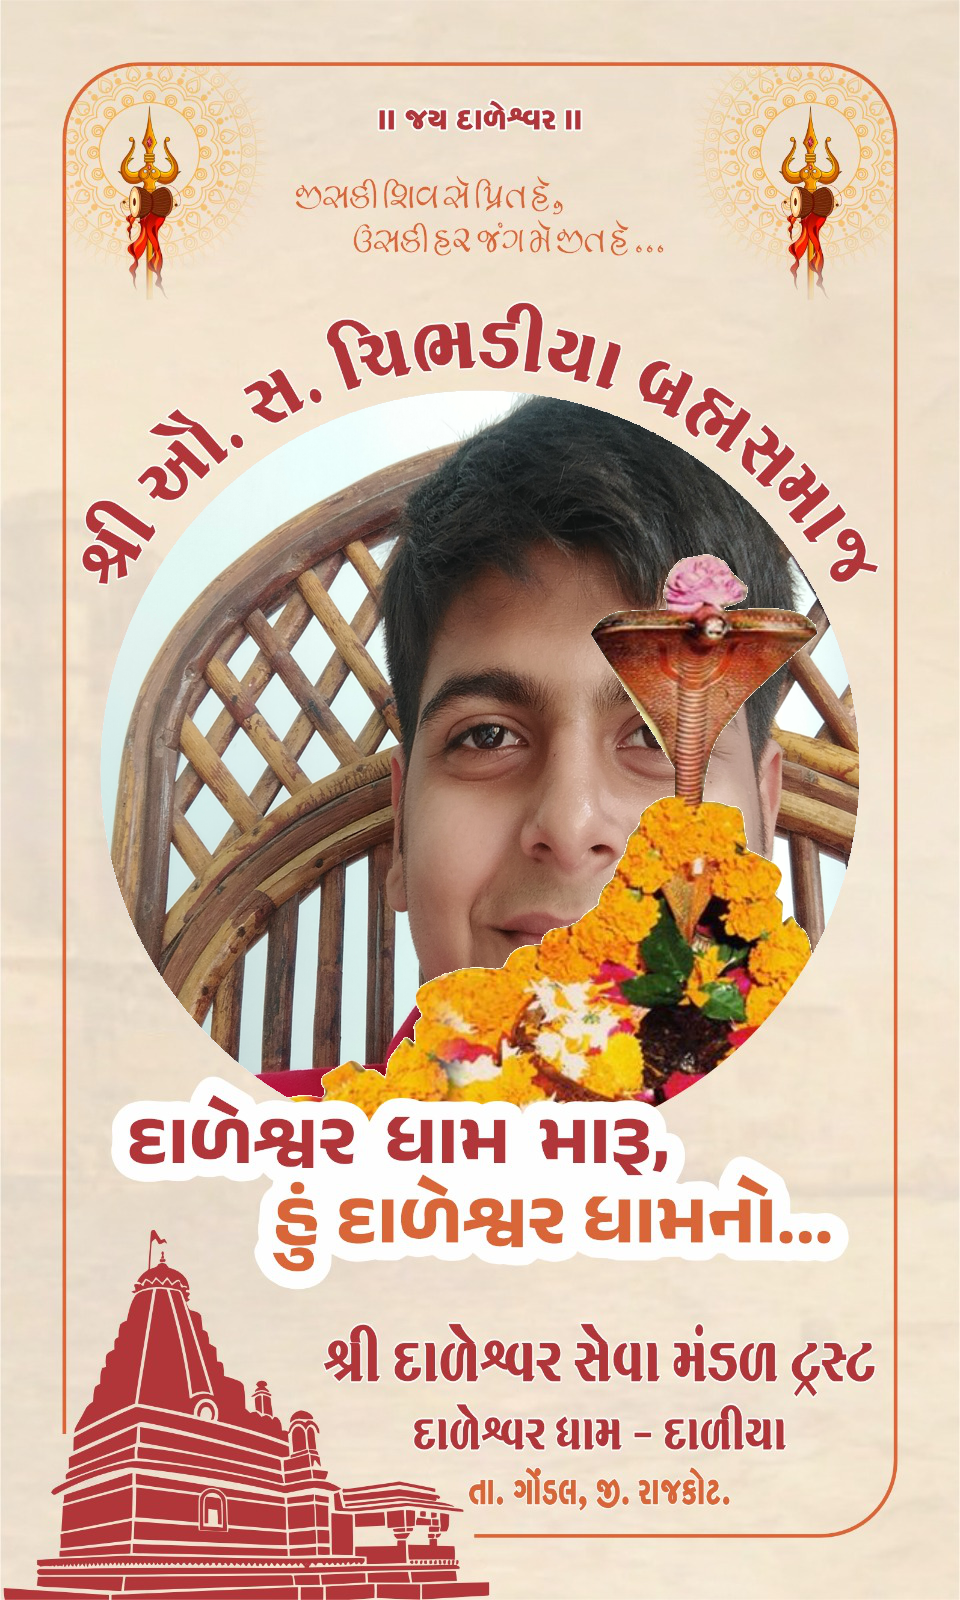 ॥ જય દાળેશ્વર ॥
જીસકી શિવ સે પ્રિત હે,
ઉસકી હર જંગ મે જીત હે...
શ્રી ઔ. સ. ચિભડીયા બ્રહ્મસમાજ
દાળેશ્વર ધામ મારૂ,
હું દાળેશ્વર ધામનો...
શ્રી દાળેશ્વર સેવા મંડળ ટ્રસ્ટ
દાળેશ્વર ધામ – દાળીયા
તા. ગોંડલ, જી. રાજકોટ.